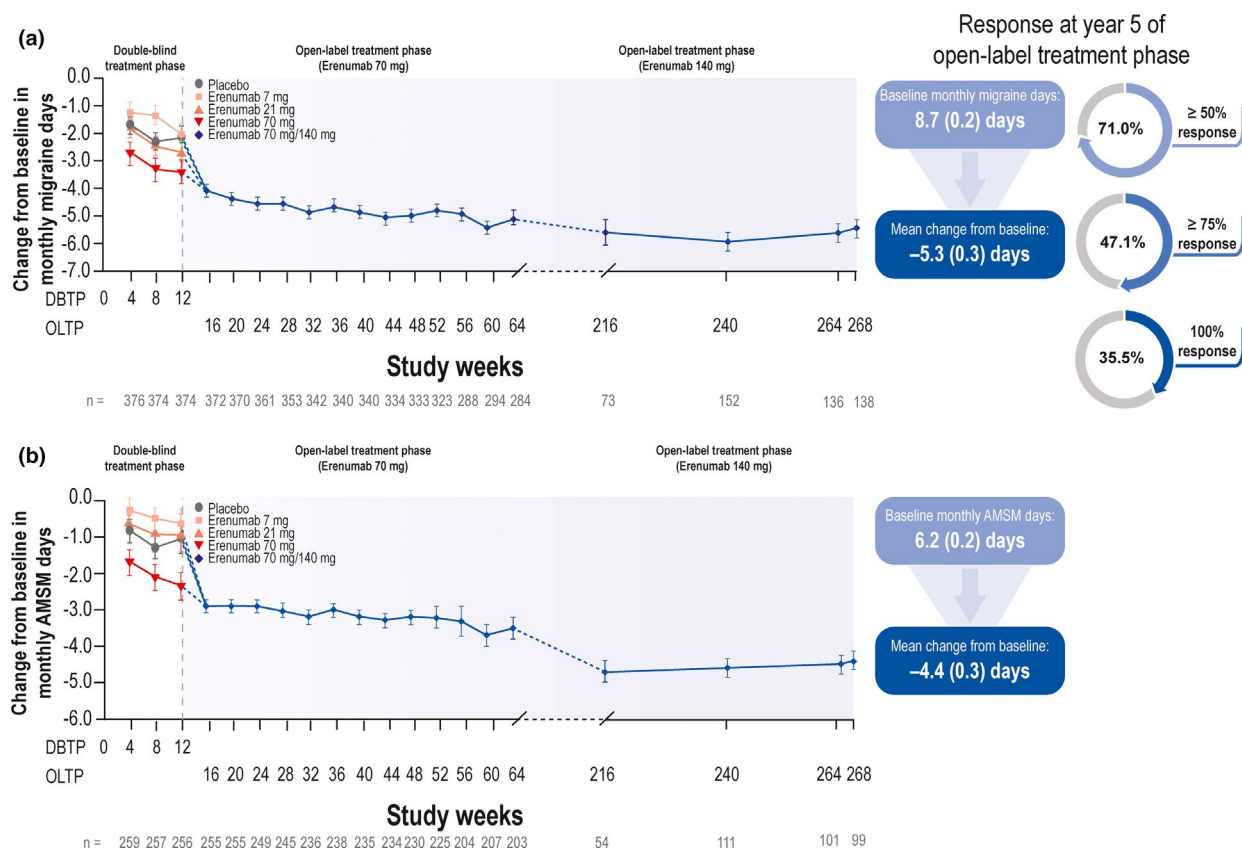 (a)
Double-blind
treatment phase
Open-label treatment phase
(Erenumab 70 mg)
Open-label treatment phase
(Erenumab 140 mg)
Change from baseline in
monthly migraine days
0.0
-1.0
-2.0
-3.0
-4.0
-5.0
-6.0
-7.0
Placebo
Erenumab 7 mg
Erenumab 21 mg
Erenumab 70 mg
Erenumab 70 mg/140 mg
DBTP 0 4 8 12
OLTP 16 20 24 28 32 36 40 44 48 52 56 60 64 216 240 264 268
Study weeks
n = 376 374 374 372 370 361 353 342 340 340 334 333 323 288 294 284 73 152 136 138
Response at year 5 of
open-label treatment phase
Baseline monthly migraine days:
8.7 (0.2) days
Mean change from baseline:
–5.3 (0.3) days
71.0%
≥ 50%
response
47.1%
≥ 75%
response
35.5%
100%
response
(b)
Double-blind
treatment phase
Open-label treatment phase
(Erenumab 70 mg)
Open-label treatment phase
(Erenumab 140 mg)
Change from baseline in
monthly AMSM days
0.0
-1.0
-2.0
-3.0
-4.0
-5.0
-6.0
Placebo
Erenumab 7 mg
Erenumab 21 mg
Erenumab 70 mg
Erenumab 70 mg/140 mg
DBTP 0 4 8 12
OLTP 16 20 24 28 32 36 40 44 48 52 56 60 64 216 240 264 268
Study weeks
n = 259 257 256 255 255 249 245 236 238 235 234 230 225 204 207 203 54 111 101 99
Baseline monthly AMSM days:
6.2 (0.2) days
Mean change from baseline:
–4.4 (0.3) days